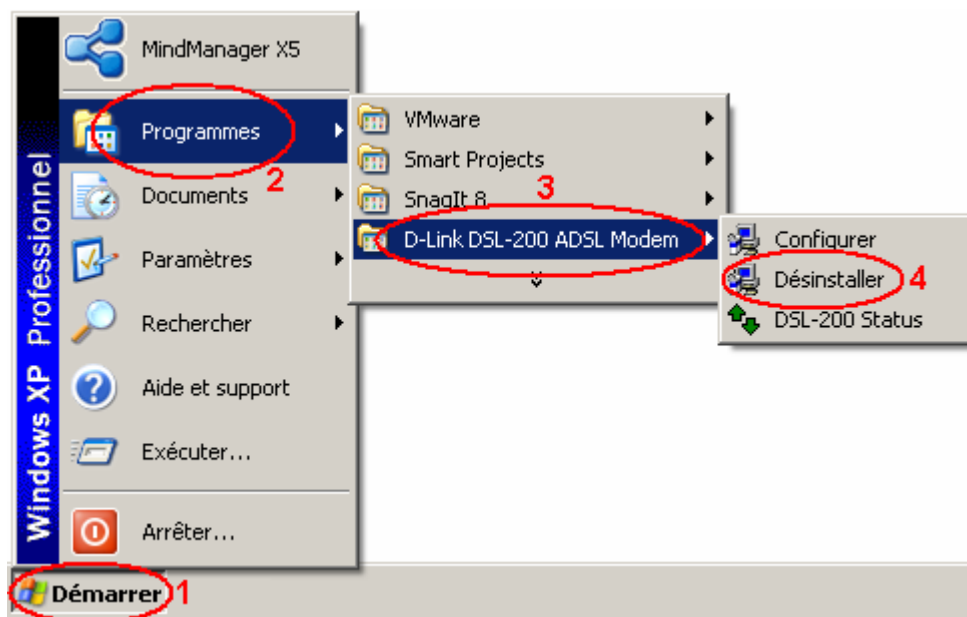 MindManager X5
Programmes
2
Documents
Paramètres
Rechercher
Aide et support
Exécuter...
Arrêter...
Windows XP Professionnel
Démarrer
1
VMware
Smart Projects
SnagIt 8
3
D-Link DSL-200 ADSL Modem
Configurer
Désinstaller
4
DSL-200 Status